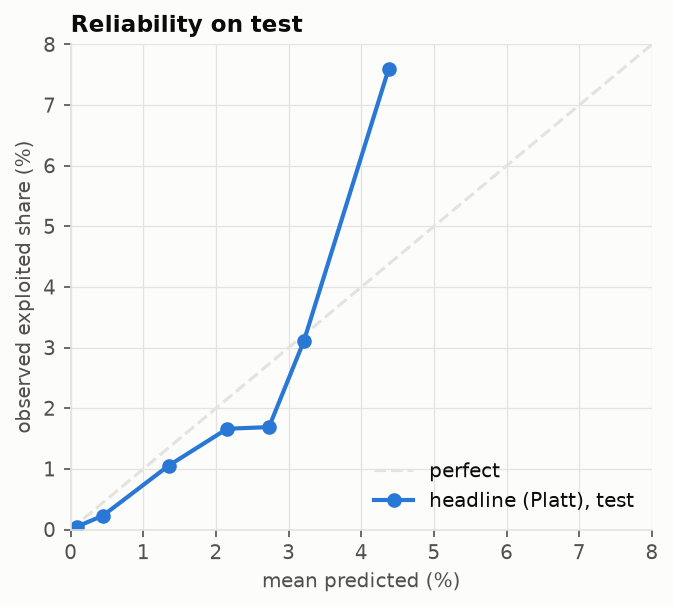 Reliability on test
8
7
6
5
4
3
2
1
0
observed exploited share (%)
perfect
headline (Platt), test
0 1 2 3 4 5 6 7 8
mean predicted (%)